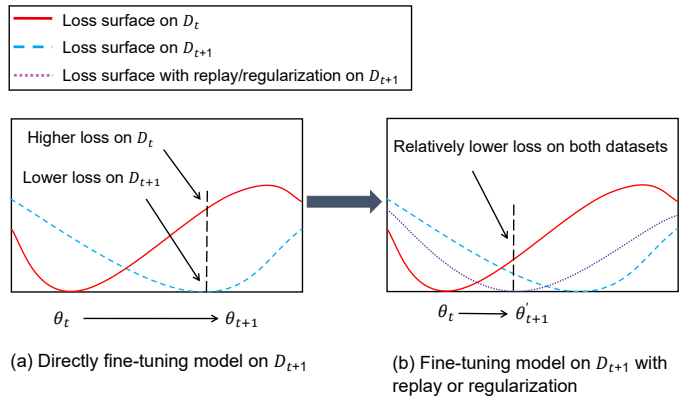 Loss surface on D_t
Loss surface on D_{t+1}
Loss surface with replay/regularization on D_{t+1}
Higher loss on D_t
Lower loss on D_{t+1}
Relatively lower loss on both datasets
θ_t
θ_{t+1}
θ_t
θ'_{t+1}
(a) Directly fine-tuning model on D_{t+1}
(b) Fine-tuning model on D_{t+1} with
replay or regularization